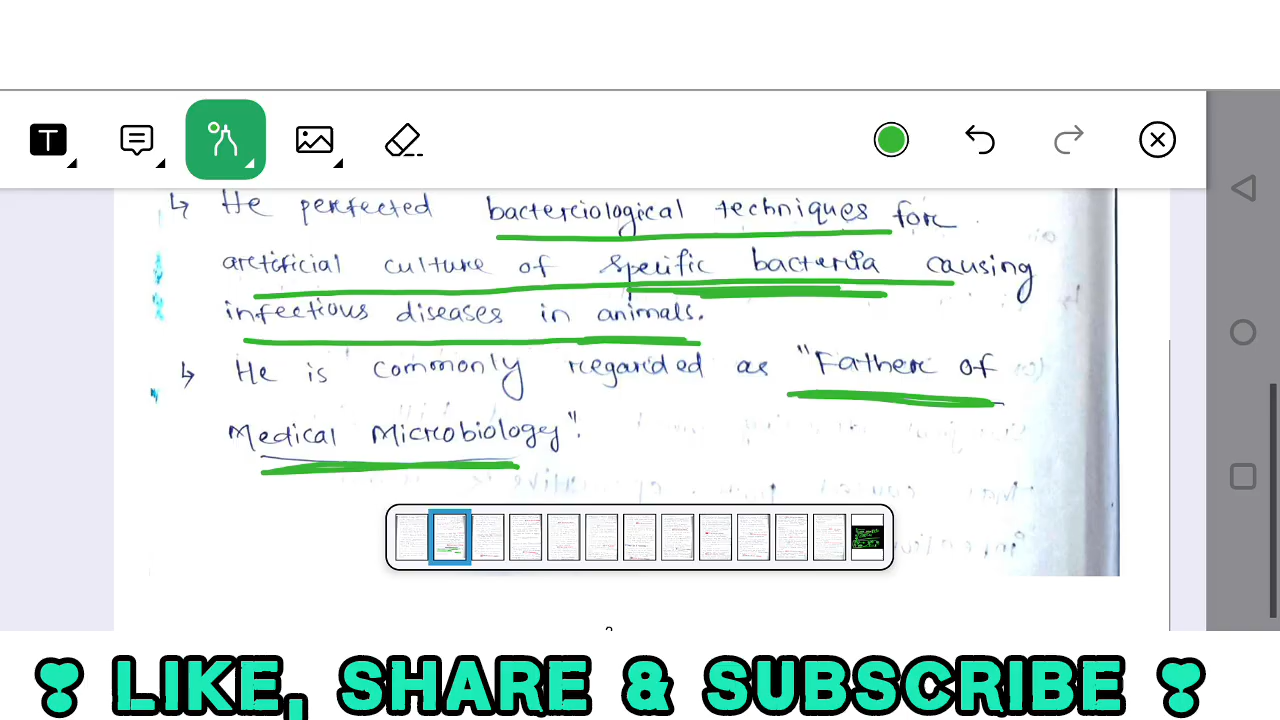 T
↳ He perfected bacteriological techniques for
artificial culture of specific bacteria causing
infectious diseases in animals.
↳ He is commonly regarded as "Father of
Medical Microbiology".
❣ LIKE, SHARE & SUBSCRIBE ❣